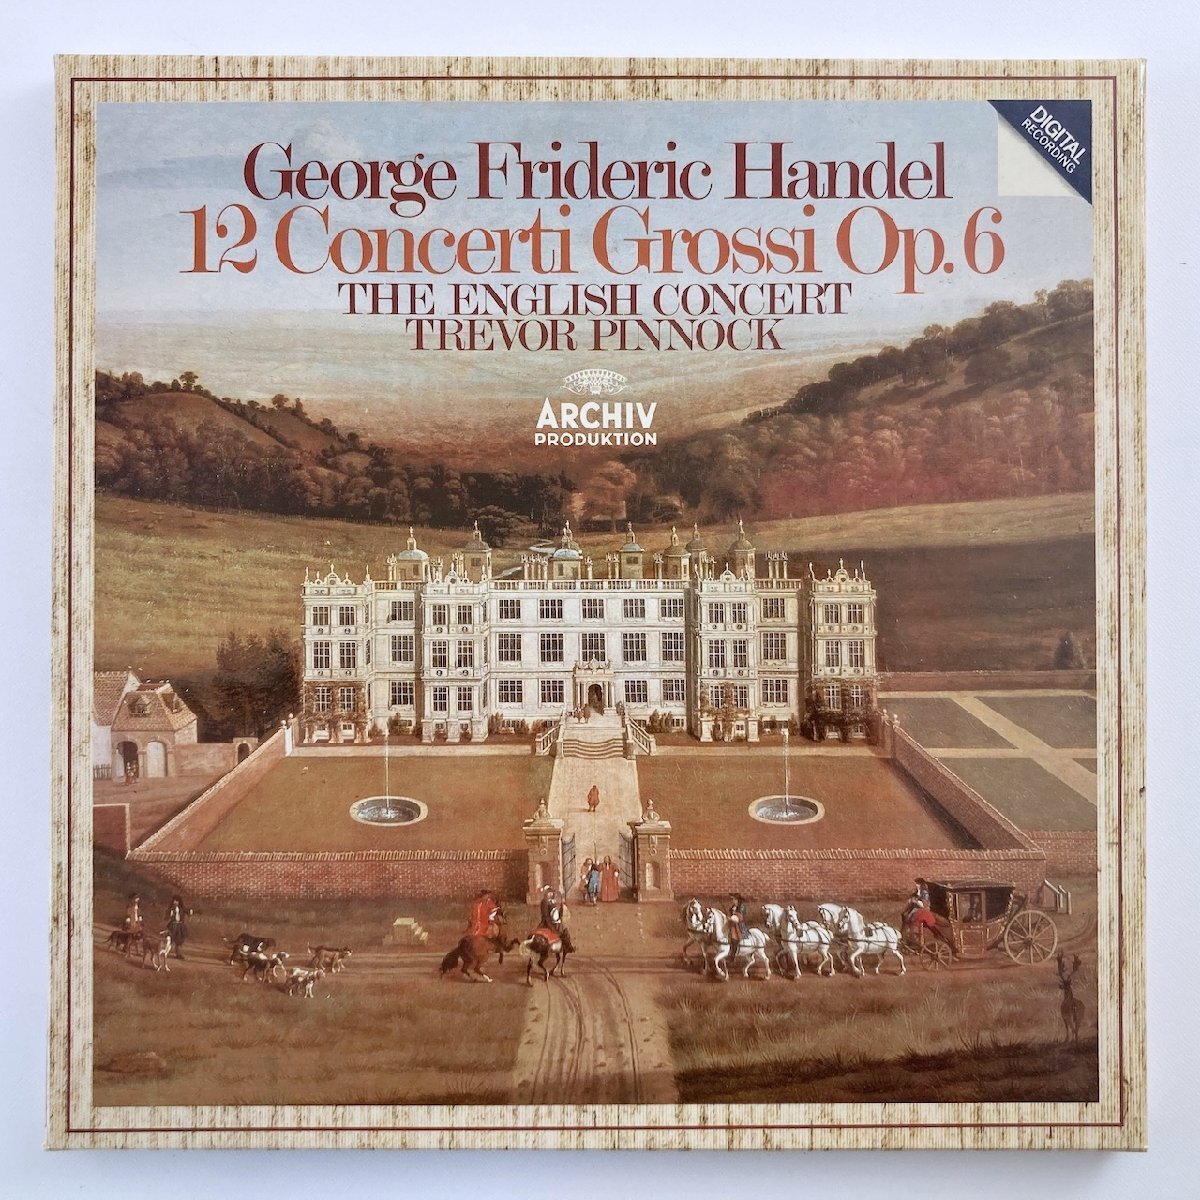 George Frideric Handel
12 Concerti Grossi Op. 6
THE ENGLISH CONCERT
TREVOR PINNOCK
ARCHIV
PRODUKTION
DIGITAL
RECORDING